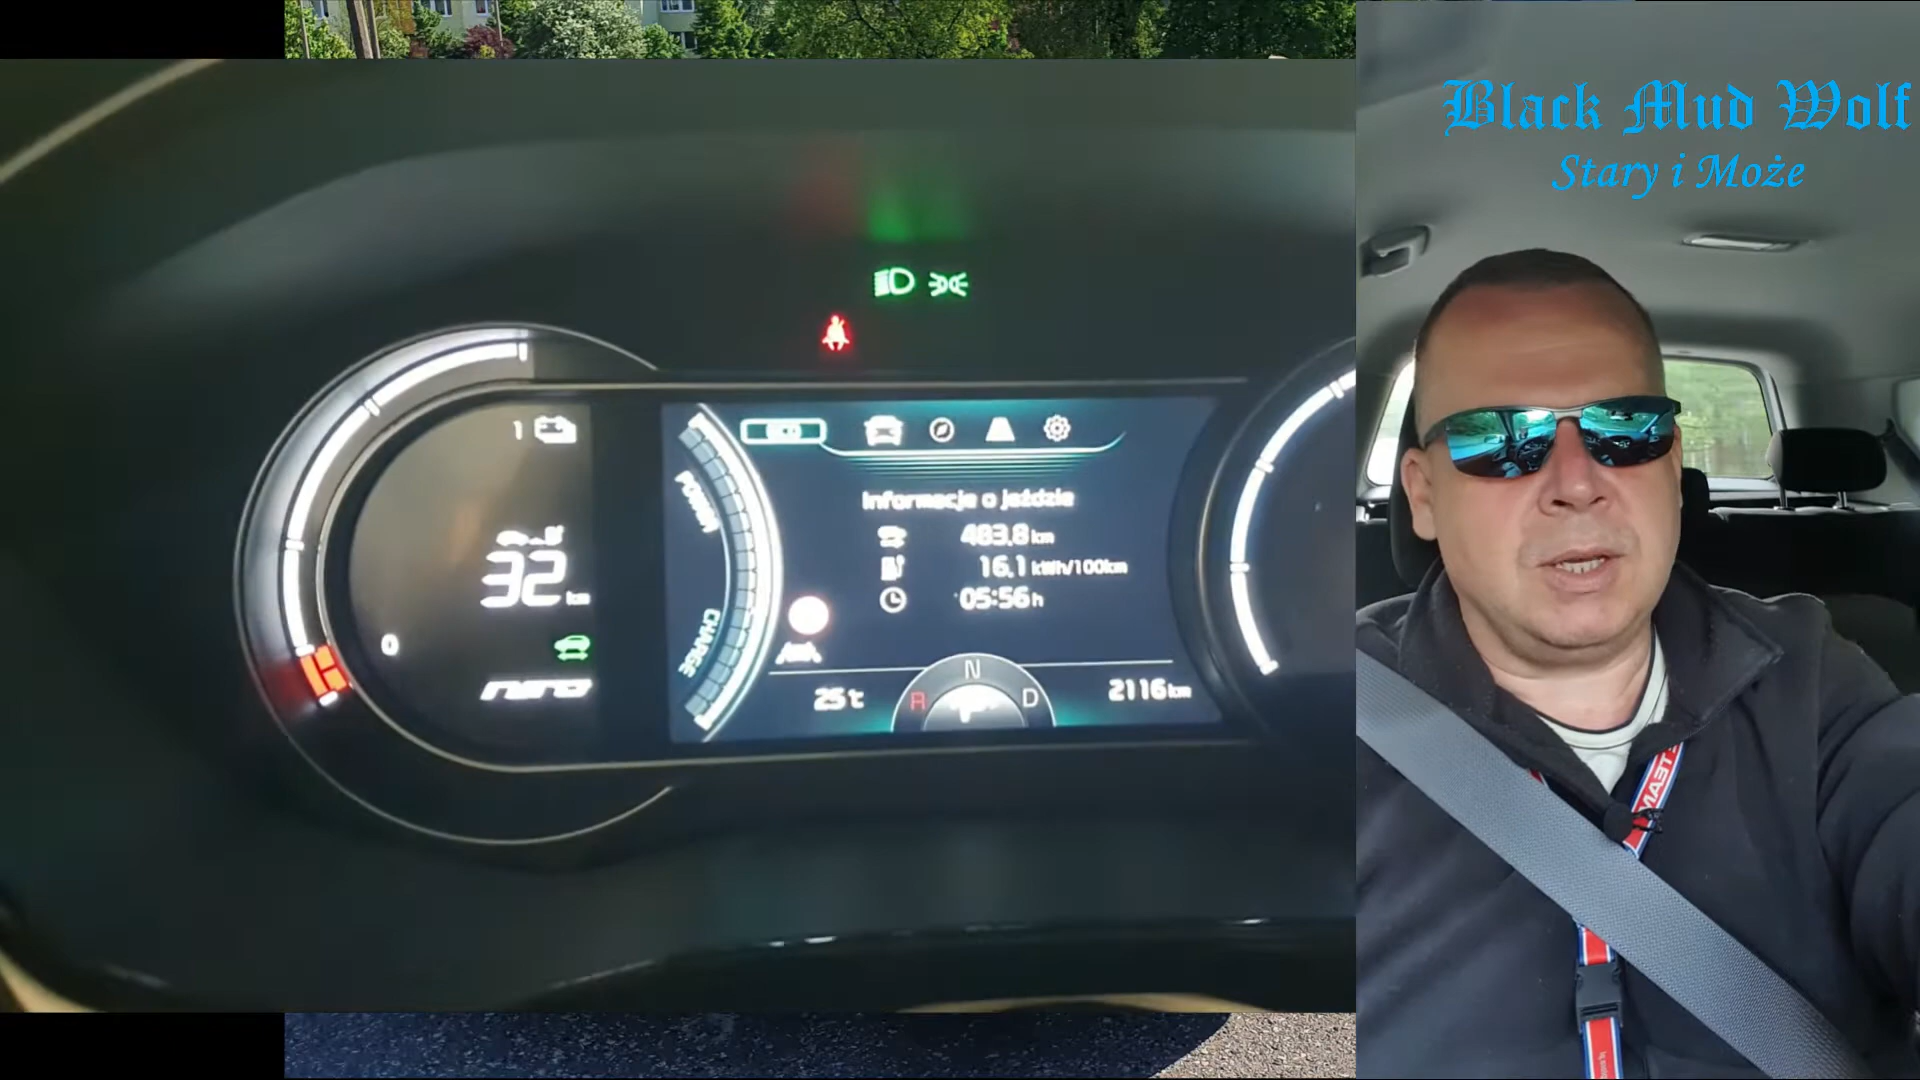 Black Mud Wolf
Stary i Może
1
Informacje o jeździe
POWER
483.8 km
16.1 kWh/100km
05:56 h
32 km
CHARGE
0
niro
25°c
R
N
D
2116 km